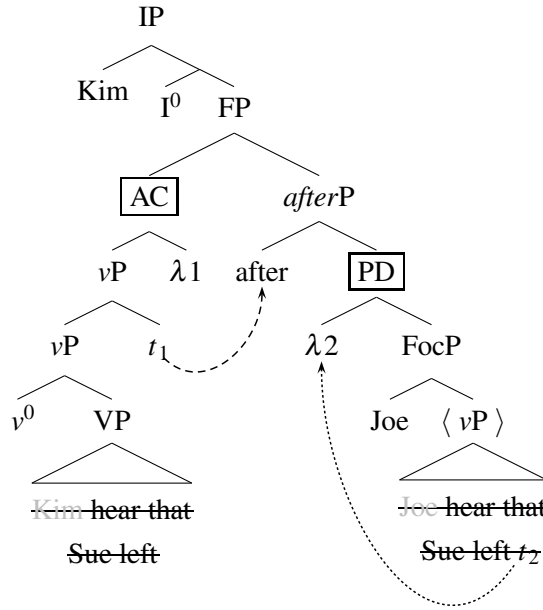 IP
Kim I⁰ FP
AC afterP
vP λ1 after PD
vP t₁ λ2 FocP
v⁰ VP Joe ⟨ vP ⟩
Kim hear that Joe hear that
Sue left Sue left t₂